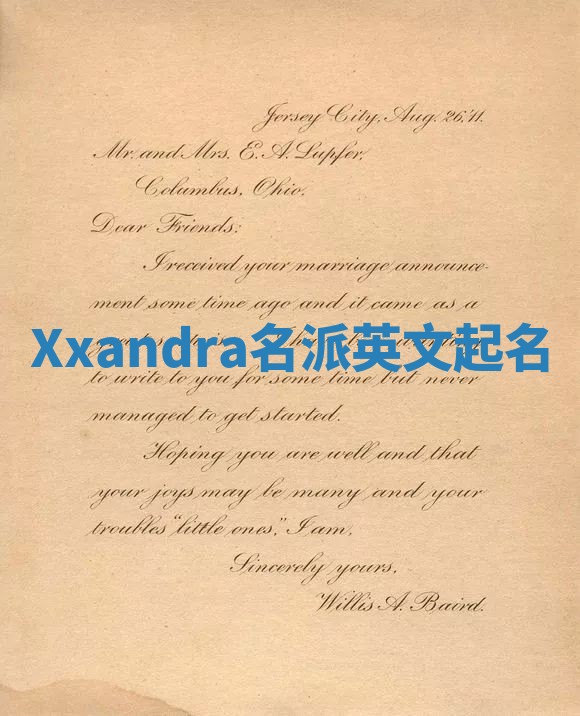 Jersey City, Aug. 26,'11.
Mr. and Mrs. E. A. Lupfer,
Columbus, Ohio.
Dear Friends:
I received your marriage announce-
ment some time ago and it came as a
Xxandra名派英文起名
to write to you for some time but never
managed to get started.
Hoping you are well and that
your joys may be many and your
troubles "little ones," I am,
Sincerely yours,
Willis A. Baird.